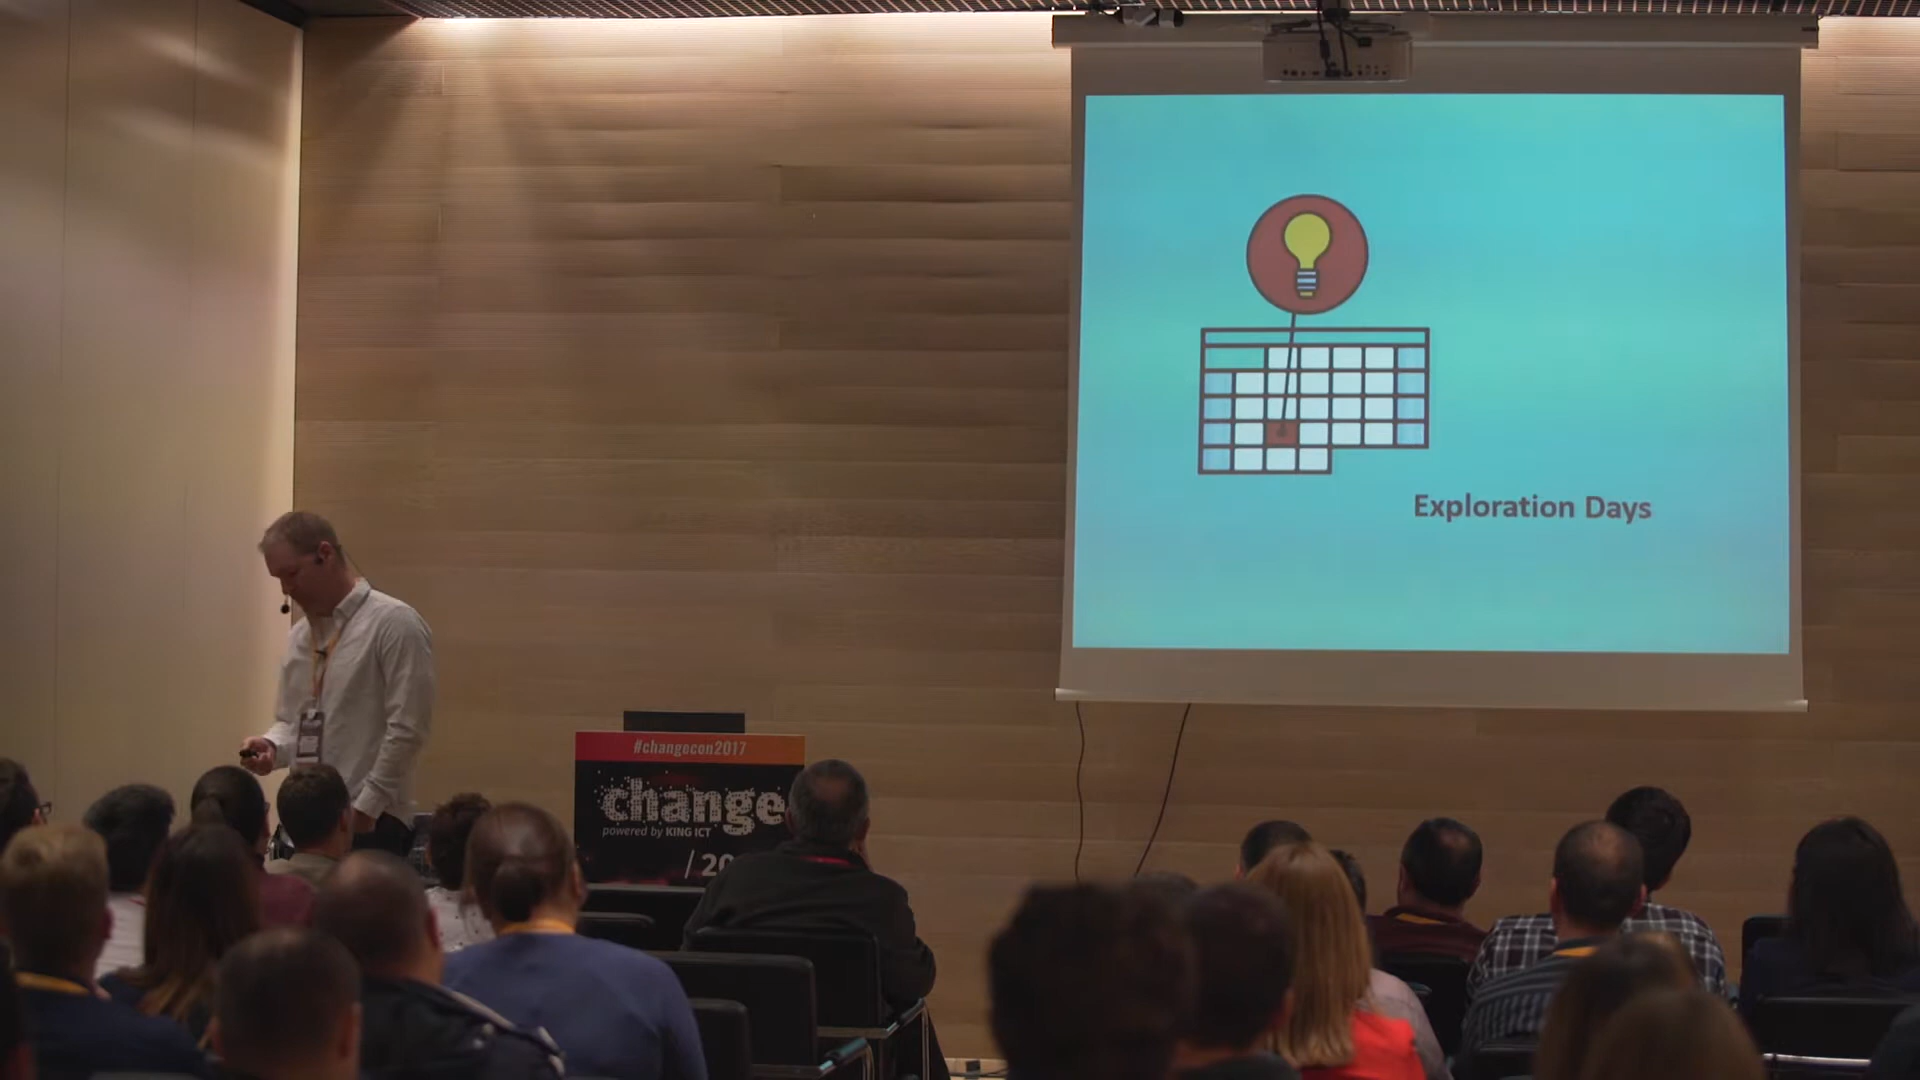 Exploration Days
#changecon2017
change
powered by KING ICT
/ 20